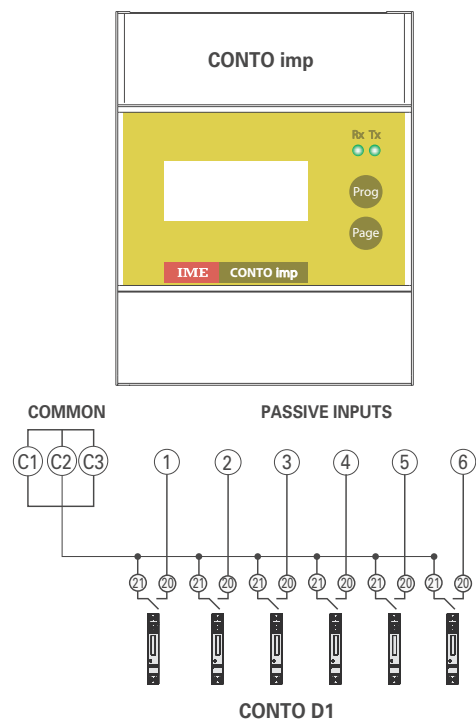 CONTO imp
Rx Tx
Prog
Page
IME CONTO imp
COMMON PASSIVE INPUTS
C1 C2 C3 1 2 3 4 5 6
21 20 21 20 21 20 21 20 21 20 21 20
CONTO D1